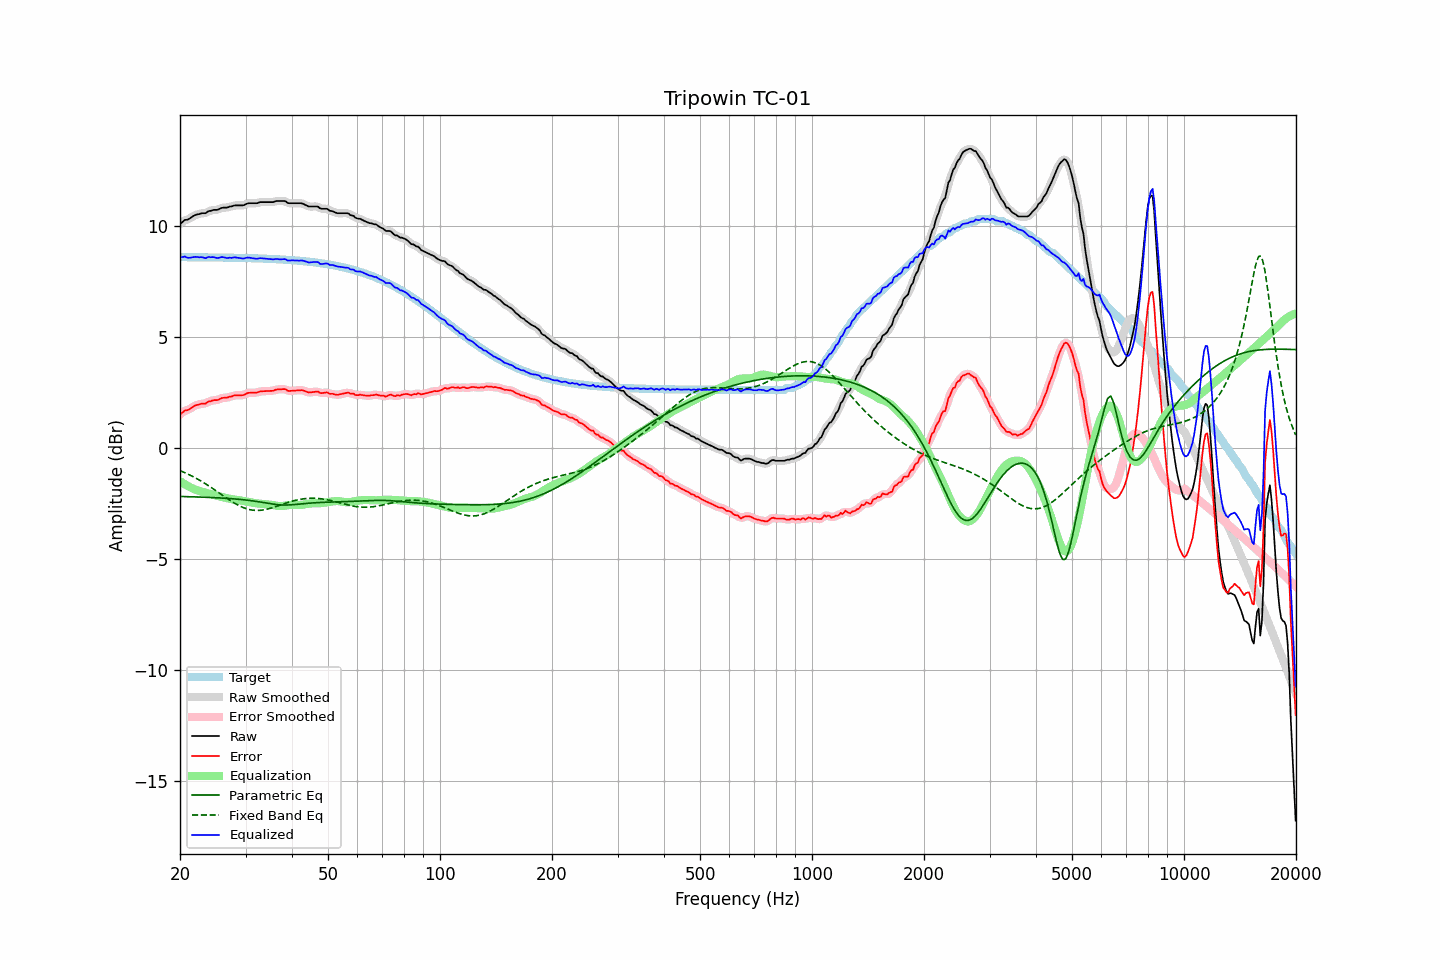 Tripowin TC-01
Amplitude (dBr)
10
5
0
−5
−10
−15
Target
Raw Smoothed
Error Smoothed
Raw
Error
Equalization
Parametric Eq
Fixed Band Eq
Equalized
20 50 100 200 500 1000 2000 5000 10000 20000
Frequency (Hz)